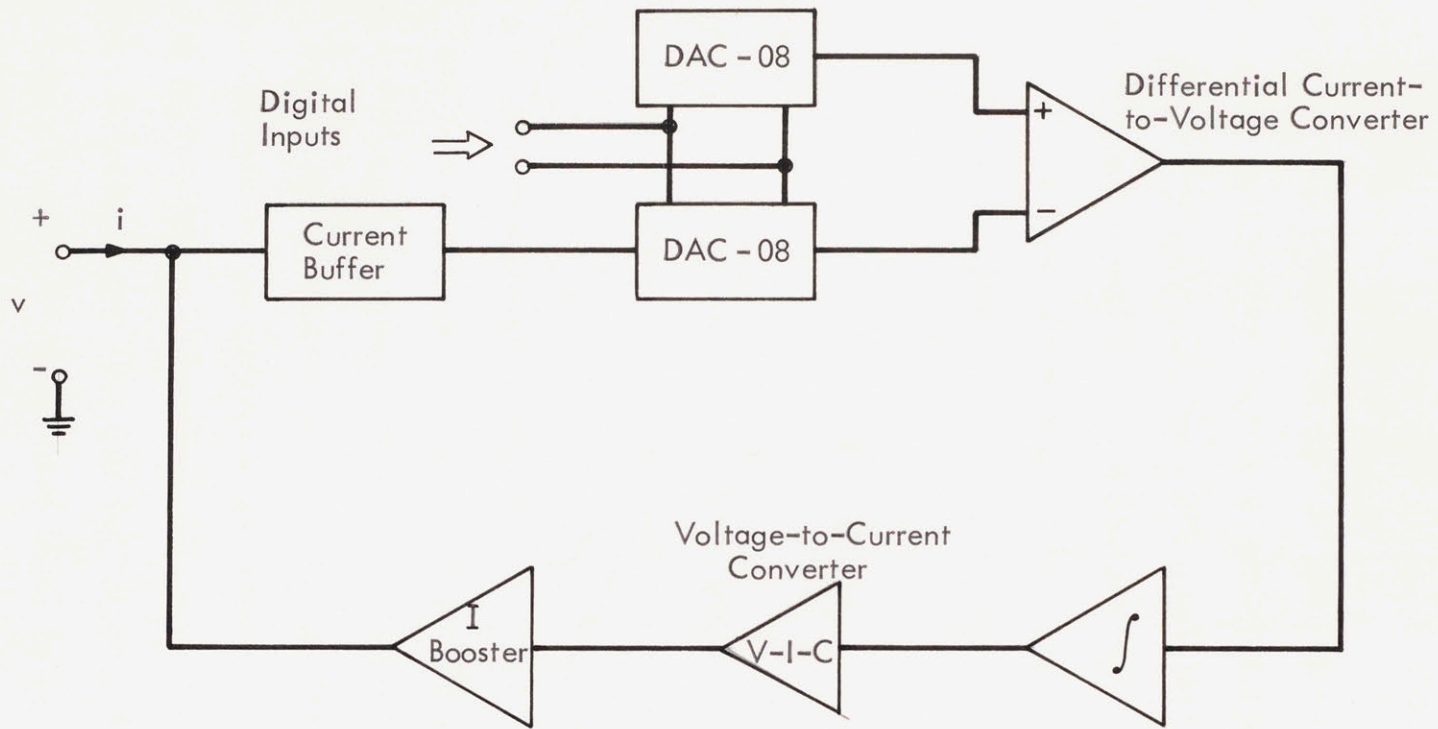 DAC - 08
Differential Current-
to-Voltage Converter
Digital
Inputs
+
+
i
-
Current
Buffer
DAC - 08
v
-
Voltage-to-Current
Converter
I
Booster
V-I-C
∫